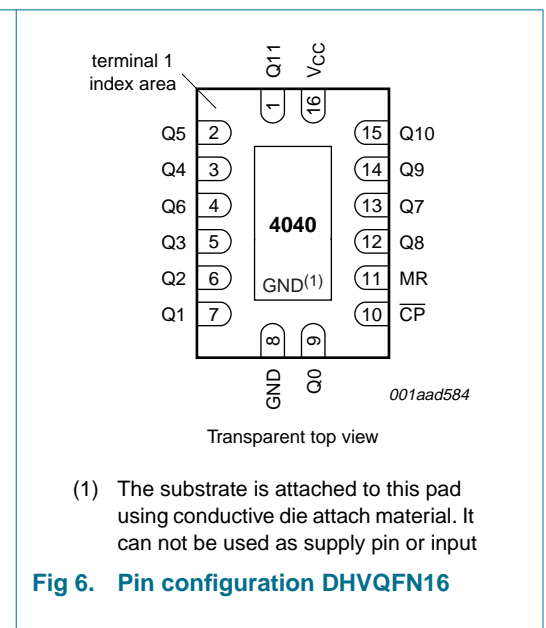 terminal 1
index area
Q11
VCC
1
16
Q5 2
15 Q10
Q4 3
14 Q9
Q6 4
13 Q7
4040
Q3 5
12 Q8
Q2 6
GND(1)
11 MR
Q1 7
10 CP
8
9
GND
Q0
001aad584
Transparent top view
(1) The substrate is attached to this pad
using conductive die attach material. It
can not be used as supply pin or input
Fig 6. Pin configuration DHVQFN16